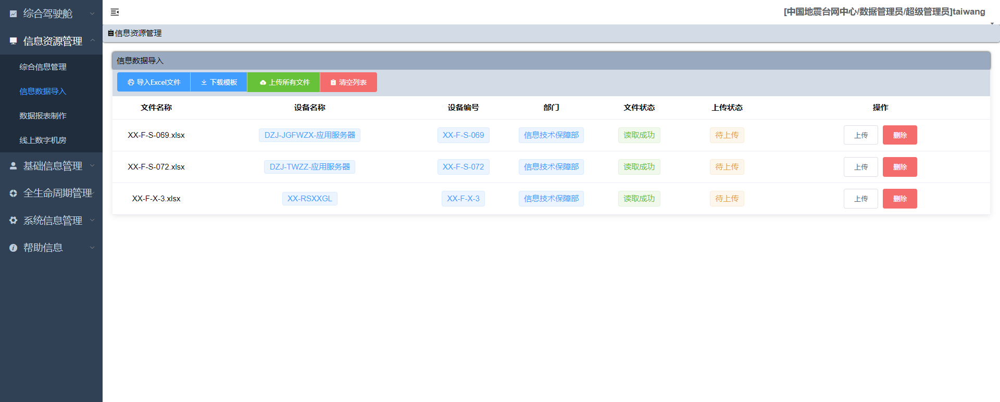 综合驾驶舱
信息资源管理
综合信息管理
信息数据导入
数据报表制作
线上数字机房
基础信息管理
全生命周期管理
系统信息管理
帮助信息
[中国地震台网中心/数据管理员/超级管理员]taiwang
信息资源管理
信息数据导入
导入Excel文件 下载模板 上传所有文件 清空列表
文件名称 设备名称 设备编号 部门 文件状态 上传状态 操作
XX-F-S-069.xlsx DZJ-JGFWZX-应用服务器 XX-F-S-069 信息技术保障部 读取成功 待上传 上传 删除
XX-F-S-072.xlsx DZJ-TWZZ-应用服务器 XX-F-S-072 信息技术保障部 读取成功 待上传 上传 删除
XX-F-X-3.xlsx XX-RSXXGL XX-F-X-3 信息技术保障部 读取成功 待上传 上传 删除